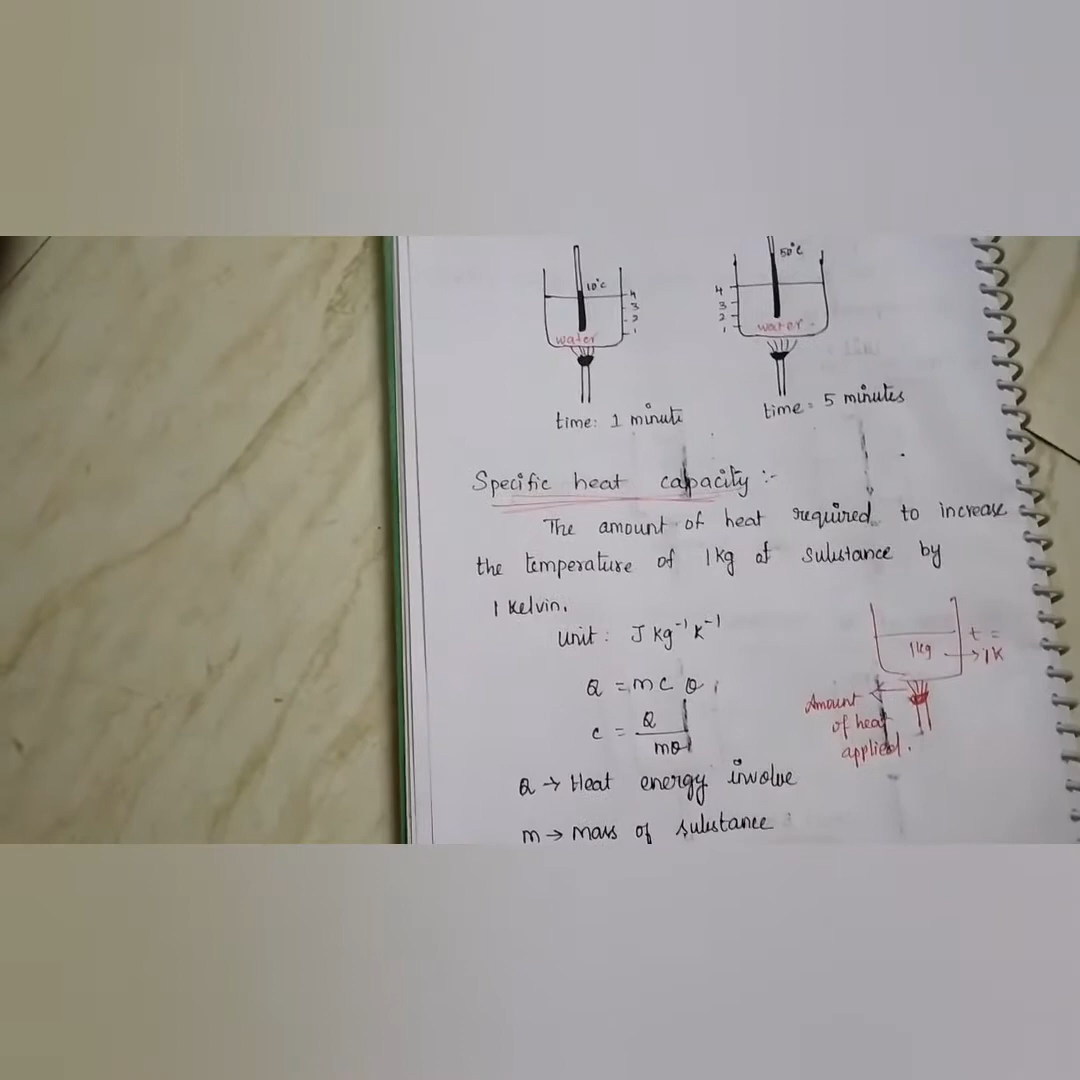 10°C
4
3
2
1
water
time: 1 minute
50°C
4
3
2
1
water
time = 5 minutes
Specific heat capacity :-
The amount of heat required to increase
the temperature of 1 kg of substance by
1 Kelvin.
Unit: J kg⁻¹ K⁻¹
Q = m c θ
c = Q / mθ
1kg → 1K
t =
Amount
of heat
applied.
Q → Heat energy involve
m → mass of substance